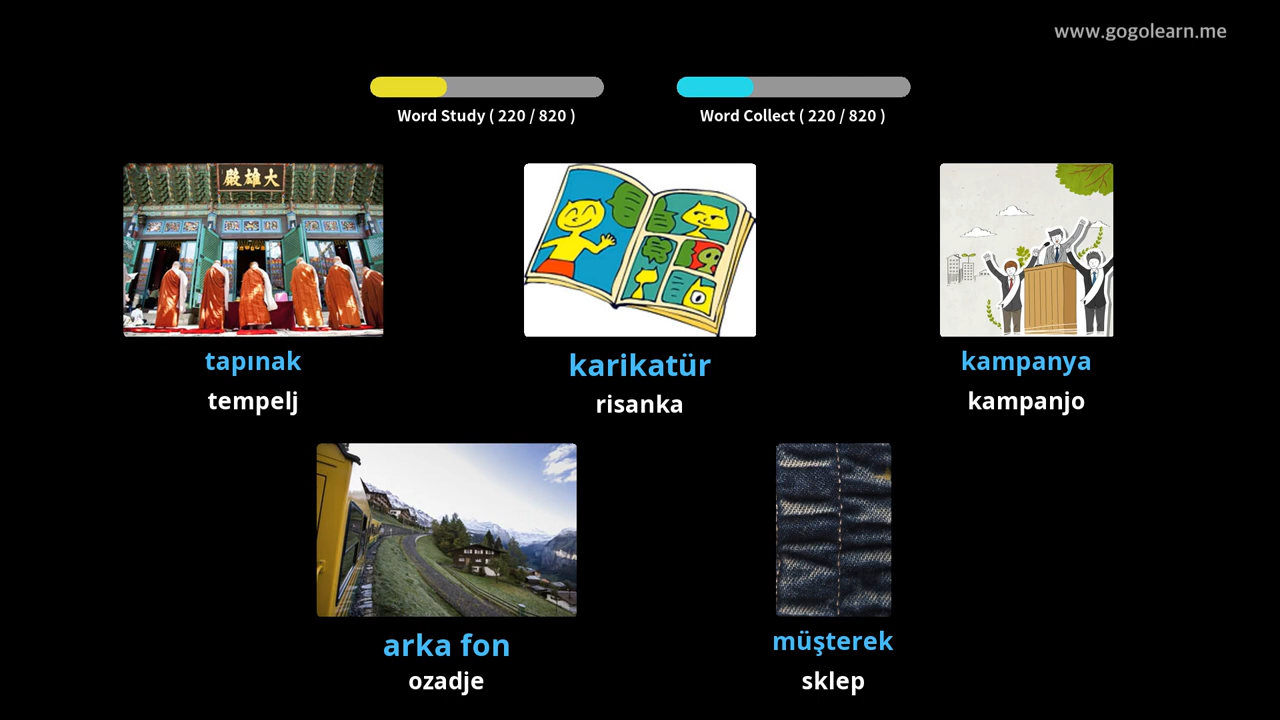 www.gogolearn.me
Word Study ( 220 / 820 )
Word Collect ( 220 / 820 )
殿雄大
tapınak
tempelj
karikatür
risanka
kampanya
kampanjo
arka fon
ozadje
müşterek
sklep